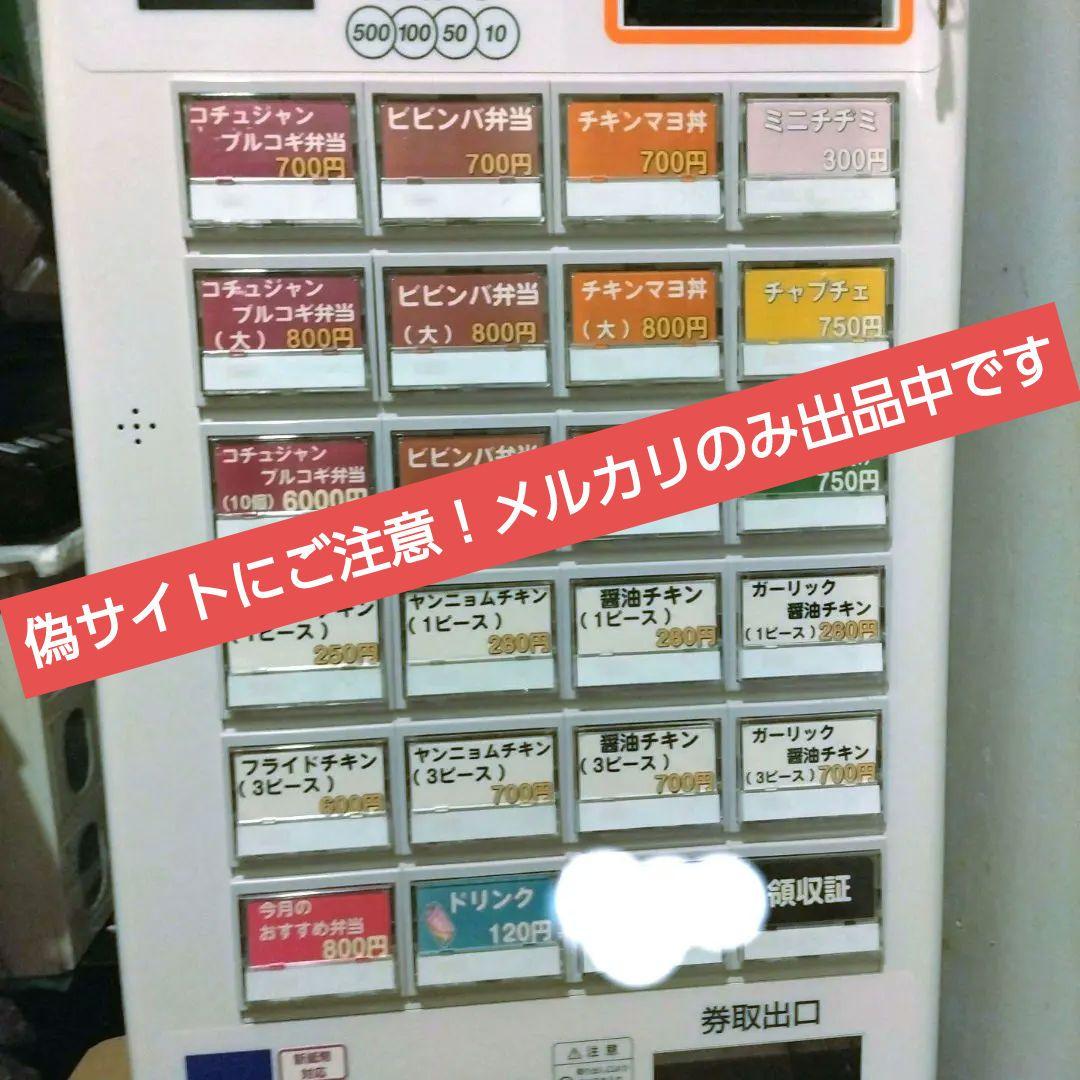 500 100 50 10
コチュジャン
プルコギ弁当
700円
ビビンバ弁当
700円
チキンマヨ丼
700円
ミニチヂミ
300円
コチュジャン
プルコギ弁当
(大) 800円
ビビンバ弁当
(大) 800円
チキンマヨ丼
(大) 800円
チャプチェ
750円
コチュジャン
プルコギ弁当
(10個) 6000円
ビビンバ弁当
750円
偽サイトにご注意！メルカリのみ出品中です
(1ピース)
250円
ヤンニョムチキン
(1ピース)
280円
醤油チキン
(1ピース)
280円
ガーリック
醤油チキン
(1ピース) 280円
フライドチキン
(3ピース)
600円
ヤンニョムチキン
(3ピース)
700円
醤油チキン
(3ピース)
700円
ガーリック
醤油チキン
(3ピース) 700円
今月の
おすすめ弁当
800円
ドリンク
120円
領収証
券取出口
新紙幣
対応
注意